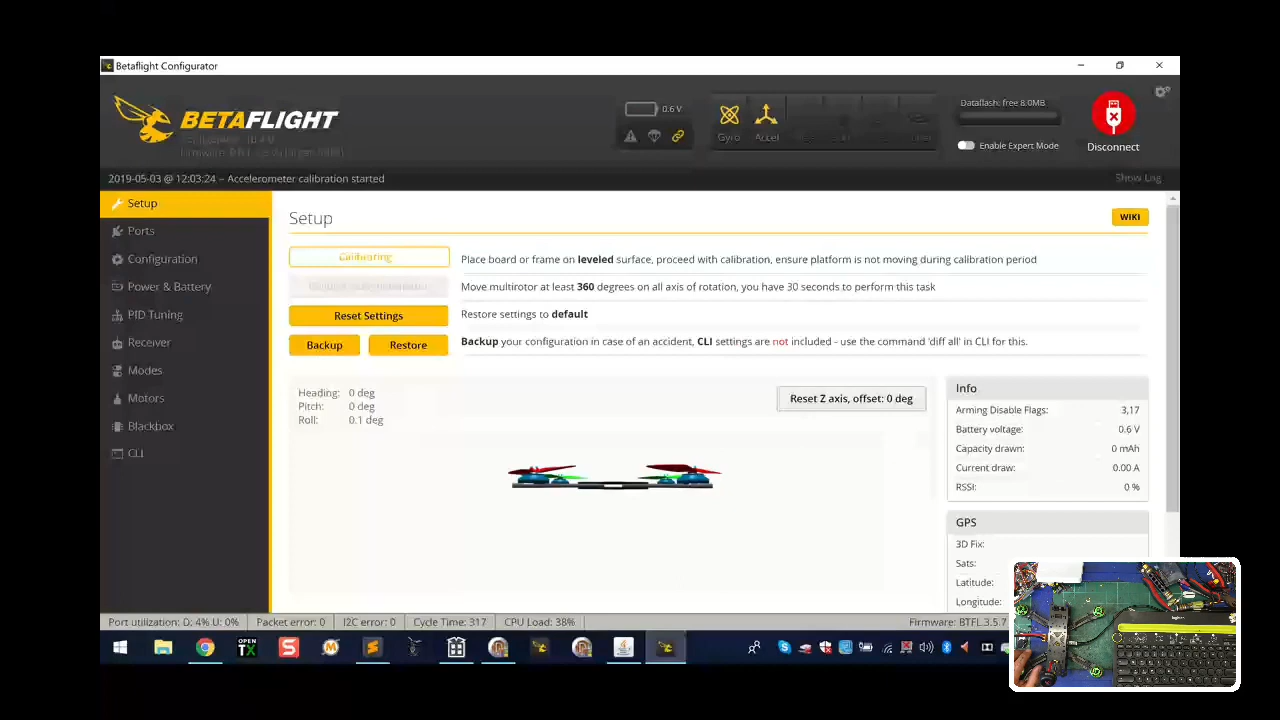 Betaflight Configurator
BETAFLIGHT
0.6 V
Gyro
Accel
Dataflash: free 8.0MB
Enable Expert Mode
Disconnect
2019-05-03 @ 12:03:24 – Accelerometer calibration started
Show Log
Setup
Ports
Configuration
Power & Battery
PID Tuning
Receiver
Modes
Motors
Blackbox
CLI
Setup
WIKI
Calibrating
Place board or frame on leveled surface, proceed with calibration, ensure platform is not moving during calibration period
Move multirotor at least 360 degrees on all axis of rotation, you have 30 seconds to perform this task
Reset Settings
Restore settings to default
Backup
Restore
Backup your configuration in case of an accident, CLI settings are not included - use the command 'diff all' in CLI for this.
Heading: 0 deg
Pitch: 0 deg
Roll: 0.1 deg
Reset Z axis, offset: 0 deg
Info
Arming Disable Flags: 3,17
Battery voltage: 0.6 V
Capacity drawn: 0 mAh
Current draw: 0.00 A
RSSI: 0 %
GPS
3D Fix:
Sats:
Latitude:
Longitude:
Port utilization: D: 4% U: 0%
Packet error: 0
I2C error: 0
Cycle Time: 317
CPU Load: 38%
Firmware: BTFL 3.5.7
OPEN
TX